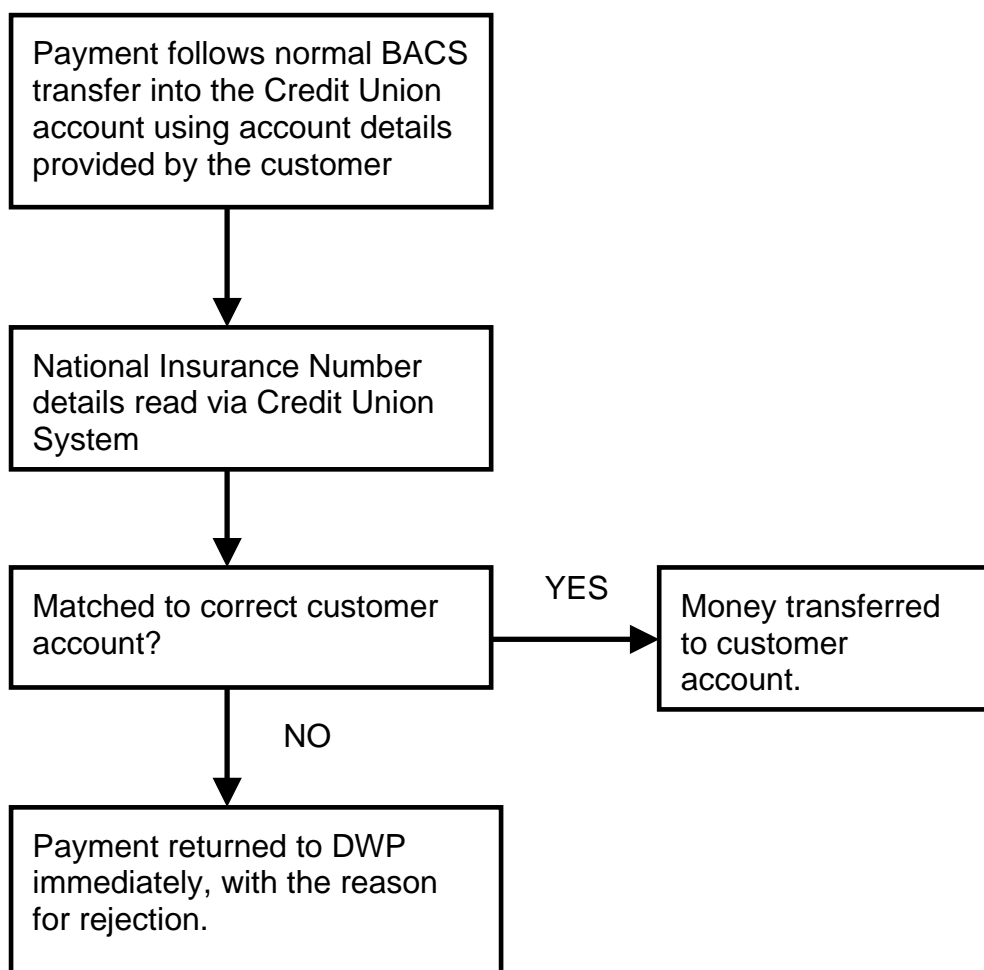 Payment follows normal BACS
transfer into the Credit Union
account using account details
provided by the customer
National Insurance Number
details read via Credit Union
System
Matched to correct customer
account?
YES
Money transferred
to customer
account.
NO
Payment returned to DWP
immediately, with the reason
for rejection.